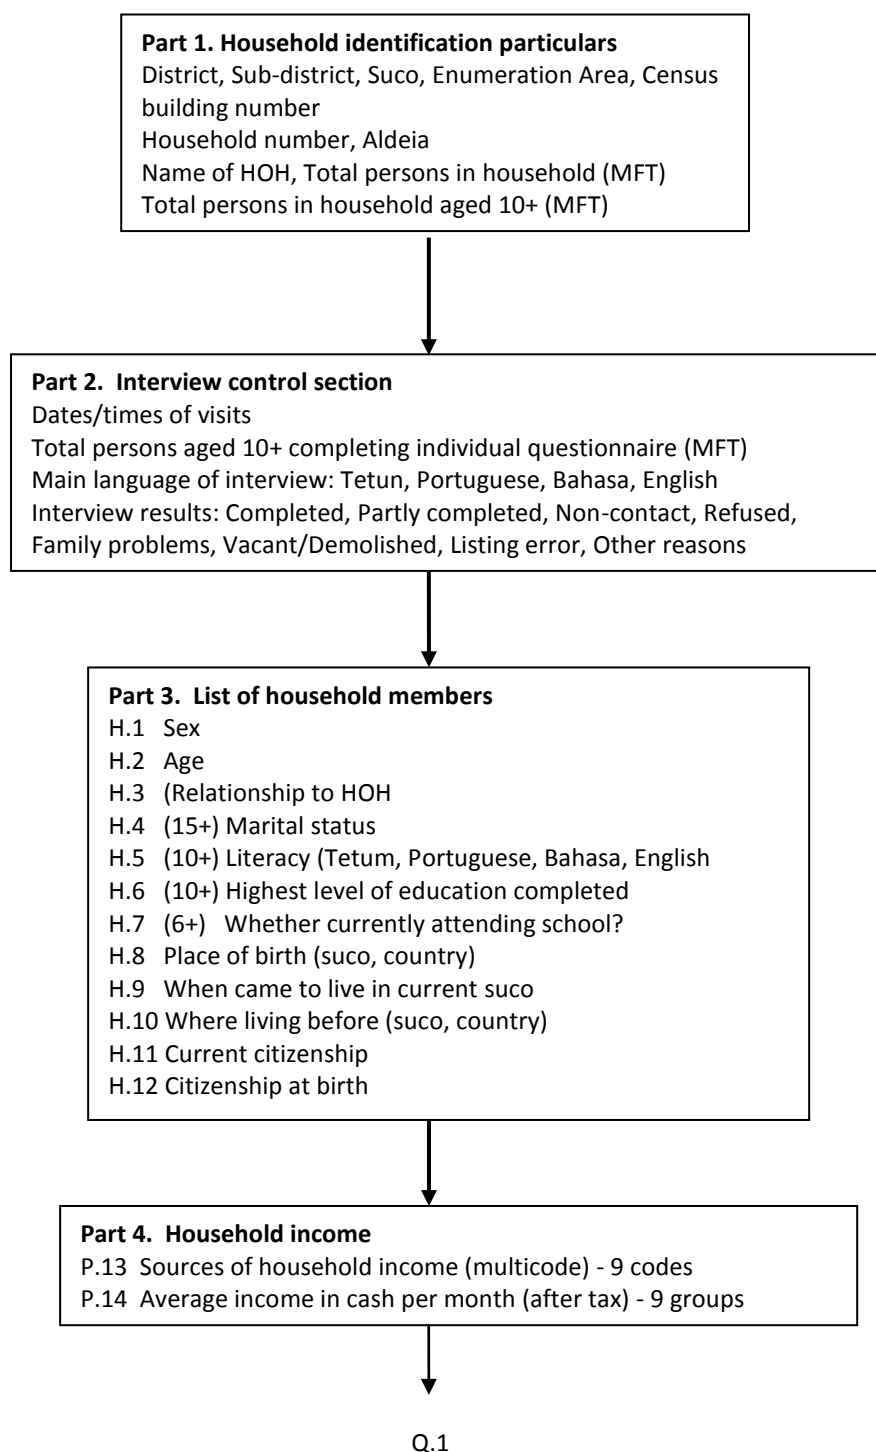 Part 1. Household identification particulars
District, Sub-district, Suco, Enumeration Area, Census
building number
Household number, Aldeia
Name of HOH, Total persons in household (MFT)
Total persons in household aged 10+ (MFT)
Part 2.  Interview control section
Dates/times of visits
Total persons aged 10+ completing individual questionnaire (MFT)
Main language of interview: Tetun, Portuguese, Bahasa, English
Interview results: Completed, Partly completed, Non-contact, Refused,
Family problems, Vacant/Demolished, Listing error, Other reasons
Part 3.  List of household members
H.1   Sex
H.2   Age
H.3   (Relationship to HOH
H.4   (15+) Marital status
H.5   (10+) Literacy (Tetum, Portuguese, Bahasa, English
H.6   (10+) Highest level of education completed
H.7   (6+)   Whether currently attending school?
H.8   Place of birth (suco, country)
H.9   When came to live in current suco
H.10 Where living before (suco, country)
H.11 Current citizenship
H.12 Citizenship at birth
Part 4.  Household income
P.13  Sources of household income (multicode) - 9 codes
P.14  Average income in cash per month (after tax) - 9 groups
Q.1